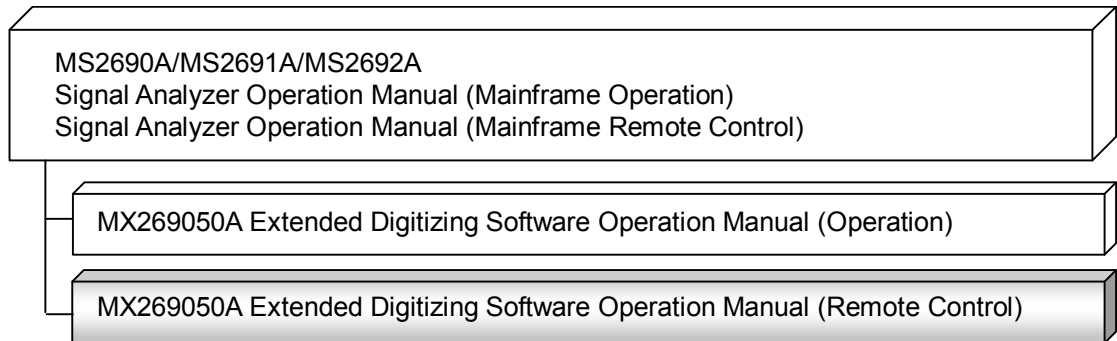 MS2690A/MS2691A/MS2692A
Signal Analyzer Operation Manual (Mainframe Operation)
Signal Analyzer Operation Manual (Mainframe Remote Control)
MX269050A Extended Digitizing Software Operation Manual (Operation)
MX269050A Extended Digitizing Software Operation Manual (Remote Control)